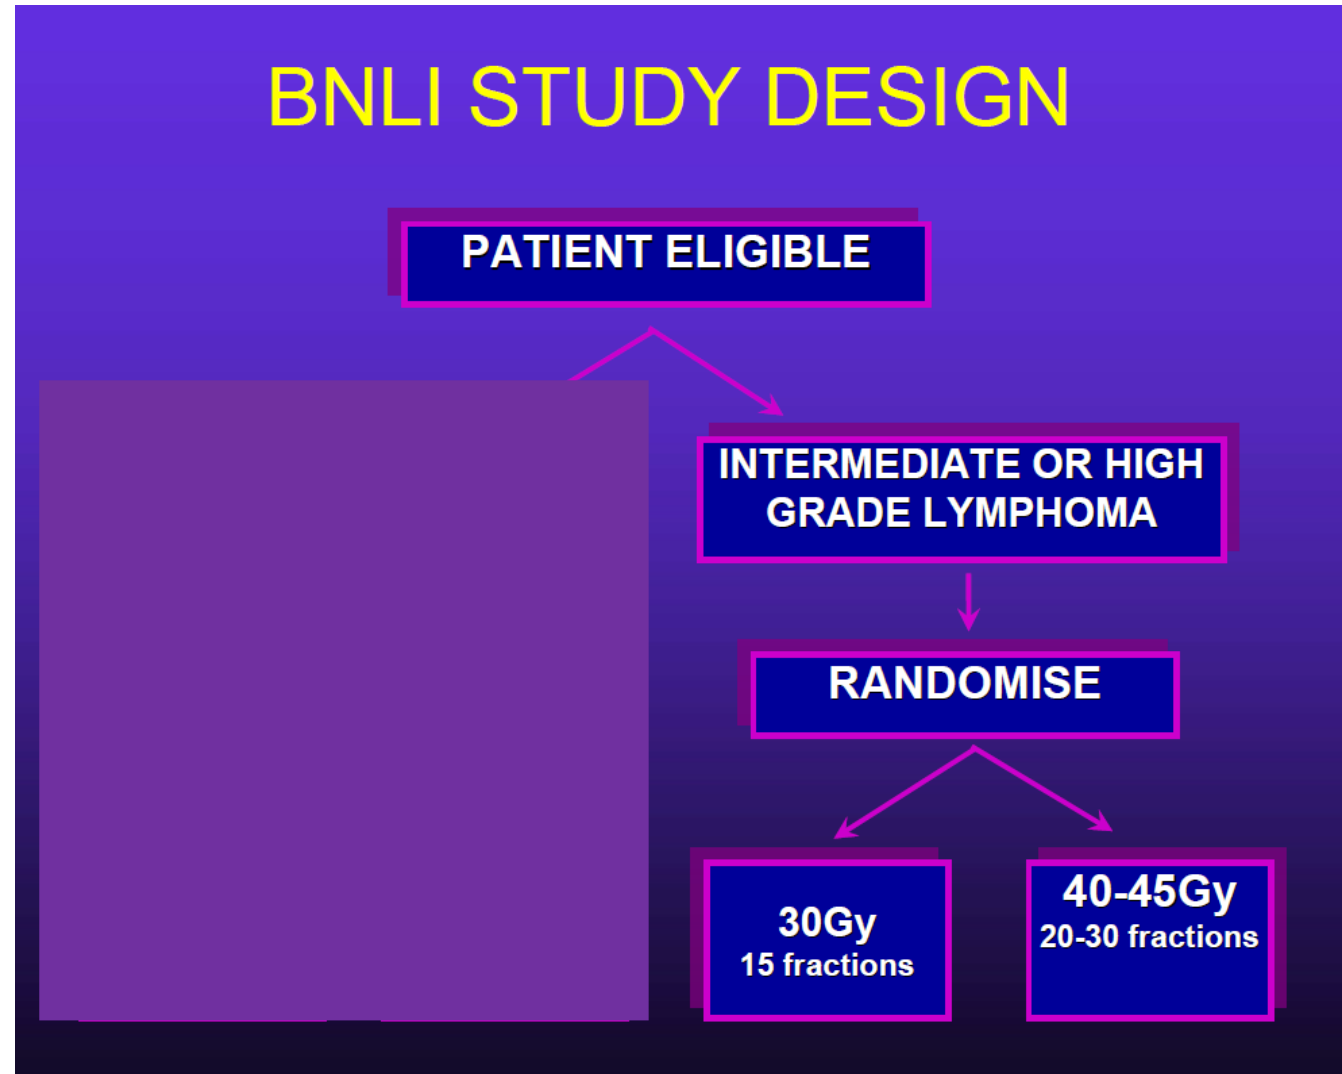 BNLI STUDY DESIGN
PATIENT ELIGIBLE
INTERMEDIATE OR HIGH
GRADE LYMPHOMA
RANDOMISE
30Gy
15 fractions
40-45Gy
20-30 fractions